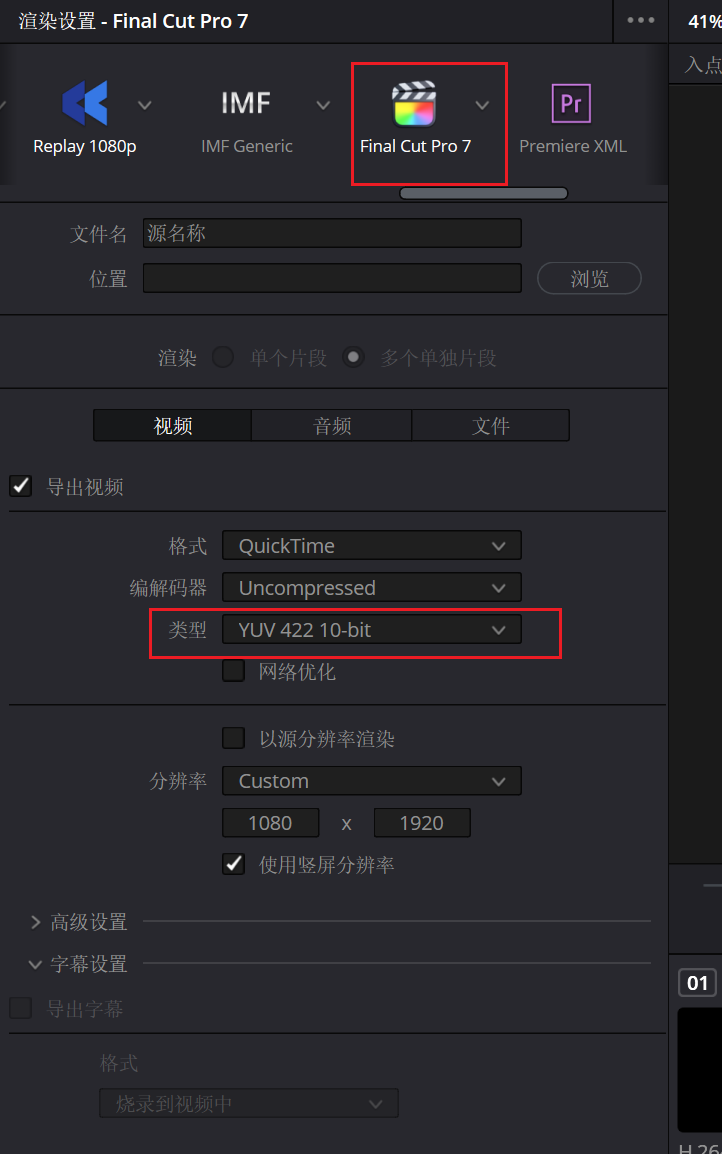 渲染设置 - Final Cut Pro 7
41%
入点
IMF
Pr
Replay 1080p
IMF Generic
Final Cut Pro 7
Premiere XML
文件名
源名称
位置
浏览
渲染
单个片段
多个单独片段
视频
音频
文件
导出视频
格式
QuickTime
编解码器
Uncompressed
类型
YUV 422 10-bit
网络优化
以源分辨率渲染
分辨率
Custom
1080 x 1920
使用竖屏分辨率
高级设置
字幕设置
01
导出字幕
格式
烧录到视频中